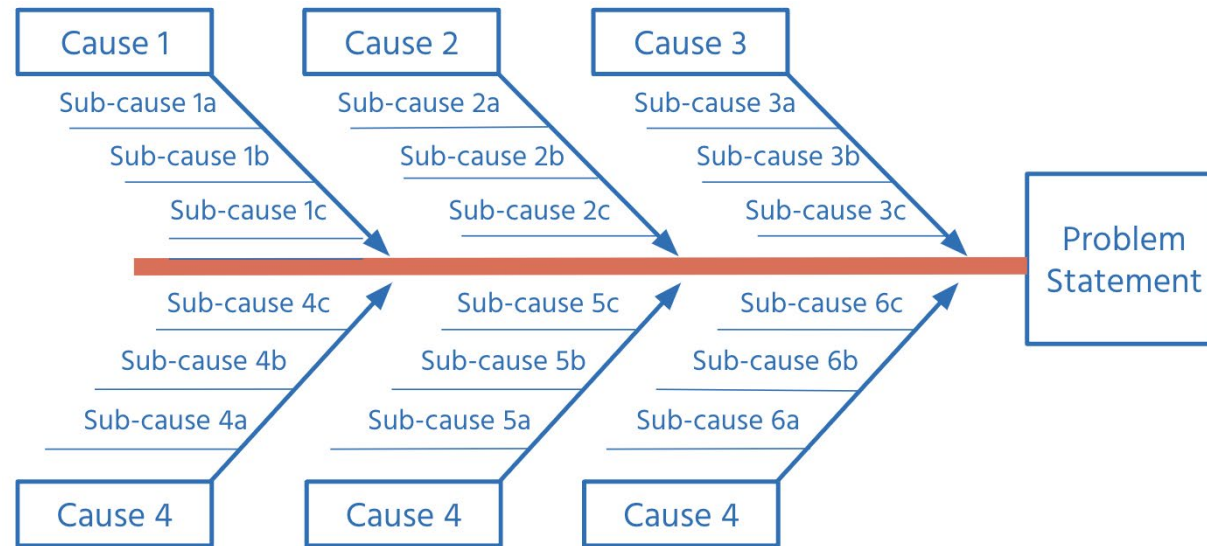 Cause 1
Cause 2
Cause 3
Sub-cause 1a
Sub-cause 2a
Sub-cause 3a
Sub-cause 1b
Sub-cause 2b
Sub-cause 3b
Sub-cause 1c
Sub-cause 2c
Sub-cause 3c
Problem
Statement
Sub-cause 4c
Sub-cause 5c
Sub-cause 6c
Sub-cause 4b
Sub-cause 5b
Sub-cause 6b
Sub-cause 4a
Sub-cause 5a
Sub-cause 6a
Cause 4
Cause 4
Cause 4